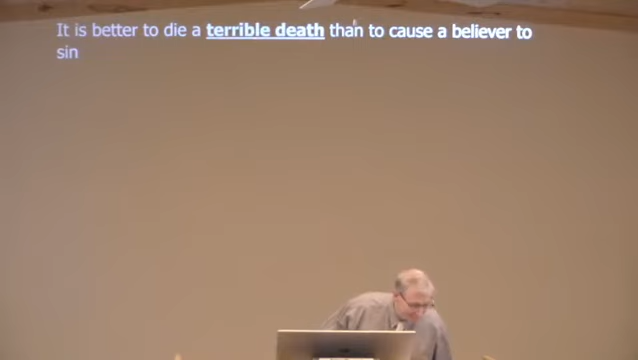 It is better to die a terrible death than to cause a believer to
sin